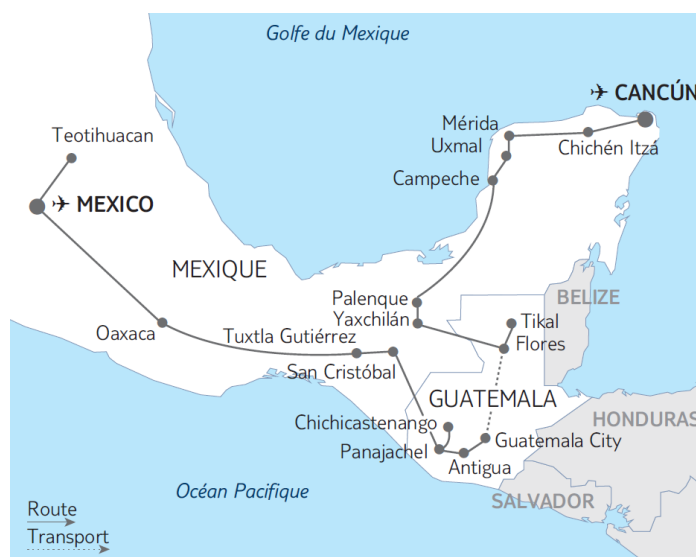 Golfe du Mexique
✈ CANCÚN
Teotihuacan
Mérida
Uxmal
Chichén Itzá
Campeche
✈ MEXICO
MEXIQUE
Palenque
Yaxchilán
BELIZE
Tikal
Flores
Oaxaca
Tuxtla Gutiérrez
San Cristóbal
GUATEMALA
HONDURAS
Chichicastenango
Panajachel
Guatemala City
Antigua
Océan Pacifique
SALVADOR
Route
Transport